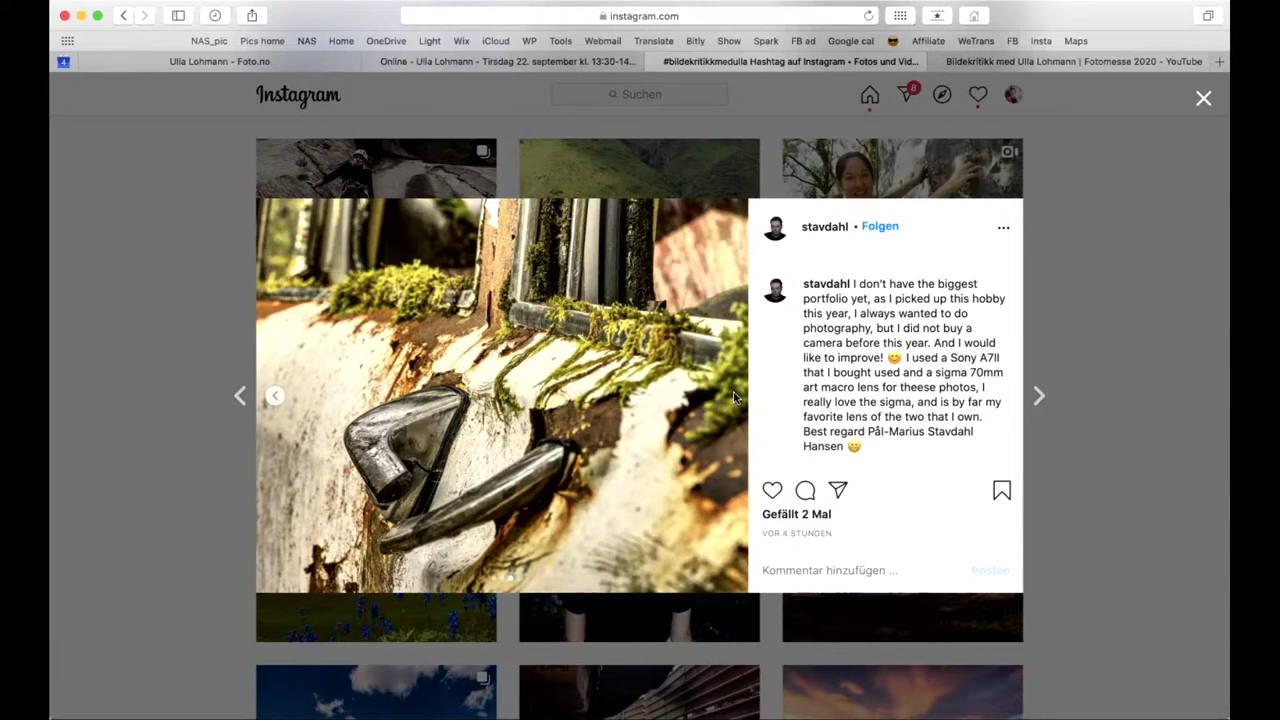 instagram.com
NAS_pic Pics home NAS Home OneDrive Light Wix iCloud WP Tools Webmail Translate Bitly Show Spark FB ad Google cal 😎 Affiliate WeTrans FB Insta Maps
4 Ulla Lohmann - Foto.no Online - Ulla Lohmann - Tirsdag 22. september kl. 13:30-14... #bildekritikkmedulla Hashtag auf Instagram • Fotos und Vid... Bildekritikk med Ulla Lohmann | Fotomesse 2020 - YouTube
Instagram Suchen 8
stavdahl • Folgen
stavdahl I don't have the biggest
portfolio yet, as I picked up this hobby
this year, I always wanted to do
photography, but I did not buy a
camera before this year. And I would
like to improve! 😊 I used a Sony A7II
that I bought used and a sigma 70mm
art macro lens for theese photos, I
really love the sigma, and is by far my
favorite lens of the two that I own.
Best regard Pål-Marius Stavdahl
Hansen 😁
Gefällt 2 Mal
VOR 4 STUNDEN
Kommentar hinzufügen ... Posten